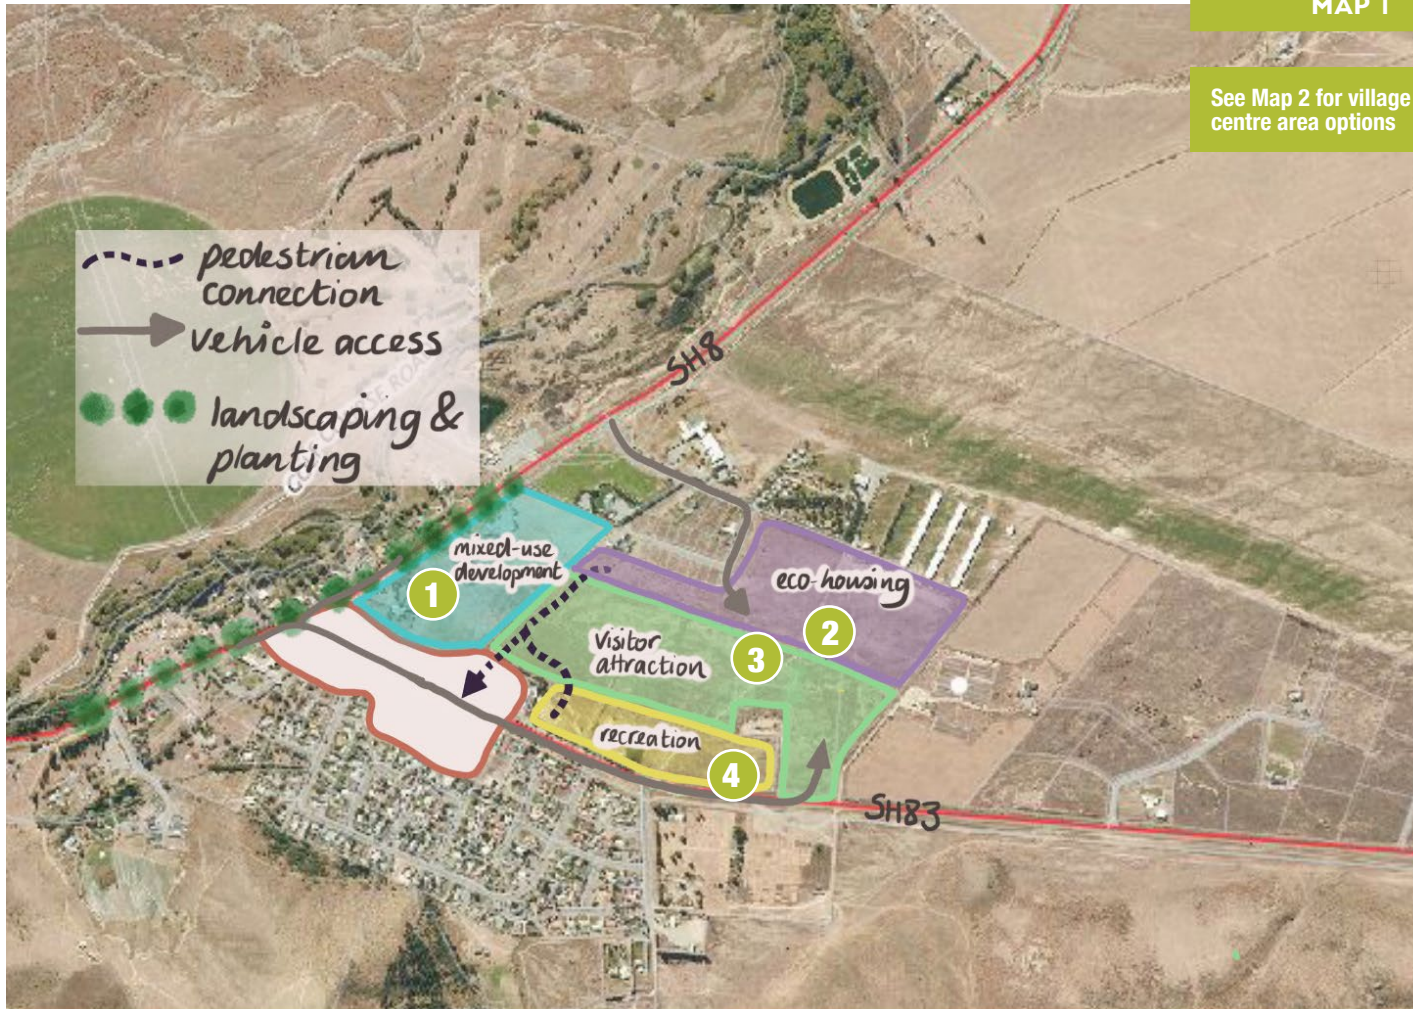 MAP 1
See Map 2 for village
centre area options
pedestrian
connection
vehicle access
landscaping &
planting
SH8
mixed-use
development
1
eco-housing
2
Visitor
attraction
3
recreation
4
SH83